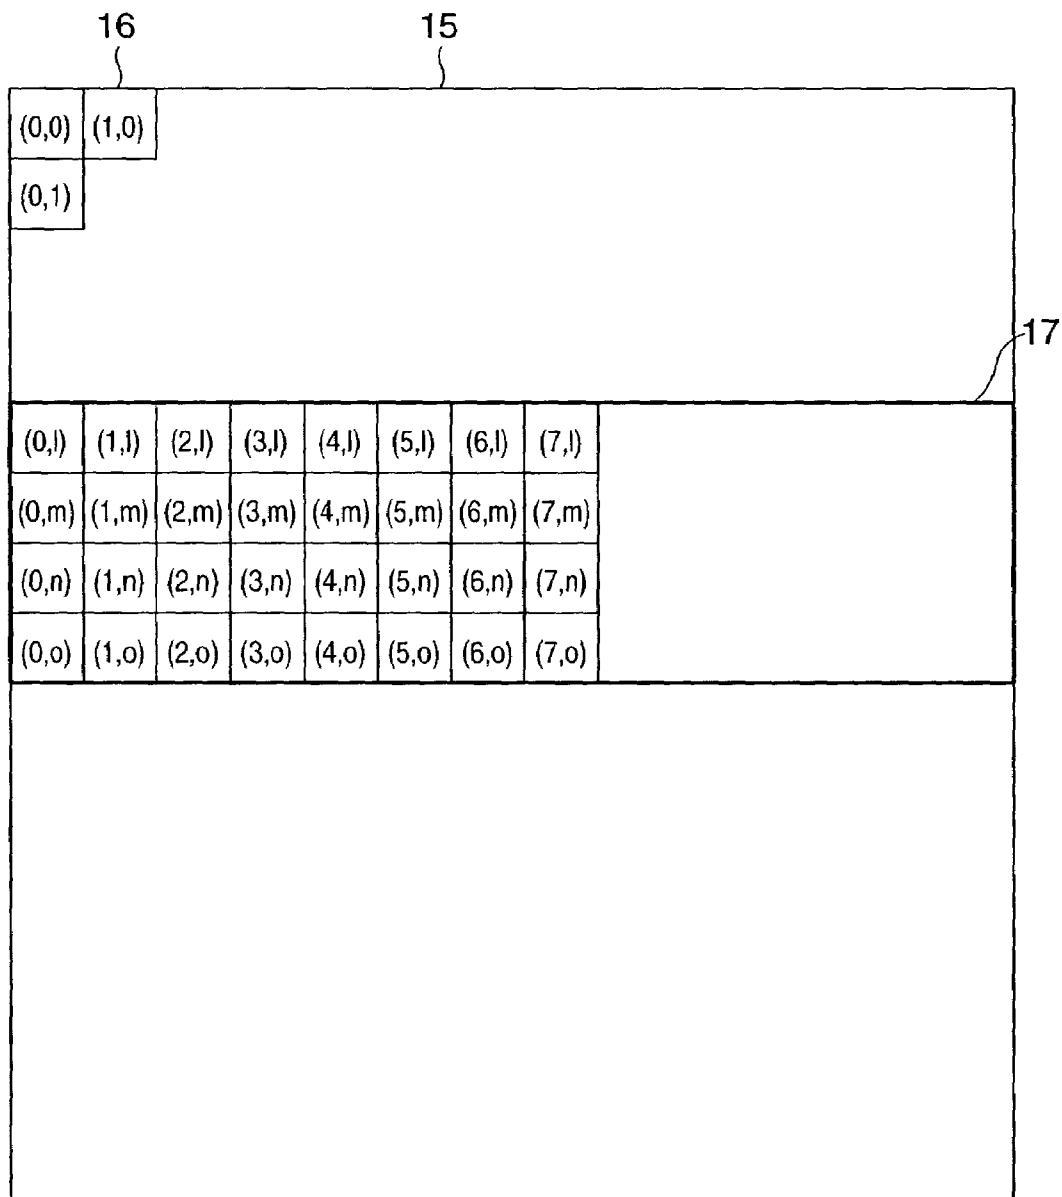 16 15
(0,0) (1,0)
(0,1)
17
(0,l) (1,l) (2,l) (3,l) (4,l) (5,l) (6,l) (7,l)
(0,m) (1,m) (2,m) (3,m) (4,m) (5,m) (6,m) (7,m)
(0,n) (1,n) (2,n) (3,n) (4,n) (5,n) (6,n) (7,n)
(0,o) (1,o) (2,o) (3,o) (4,o) (5,o) (6,o) (7,o)